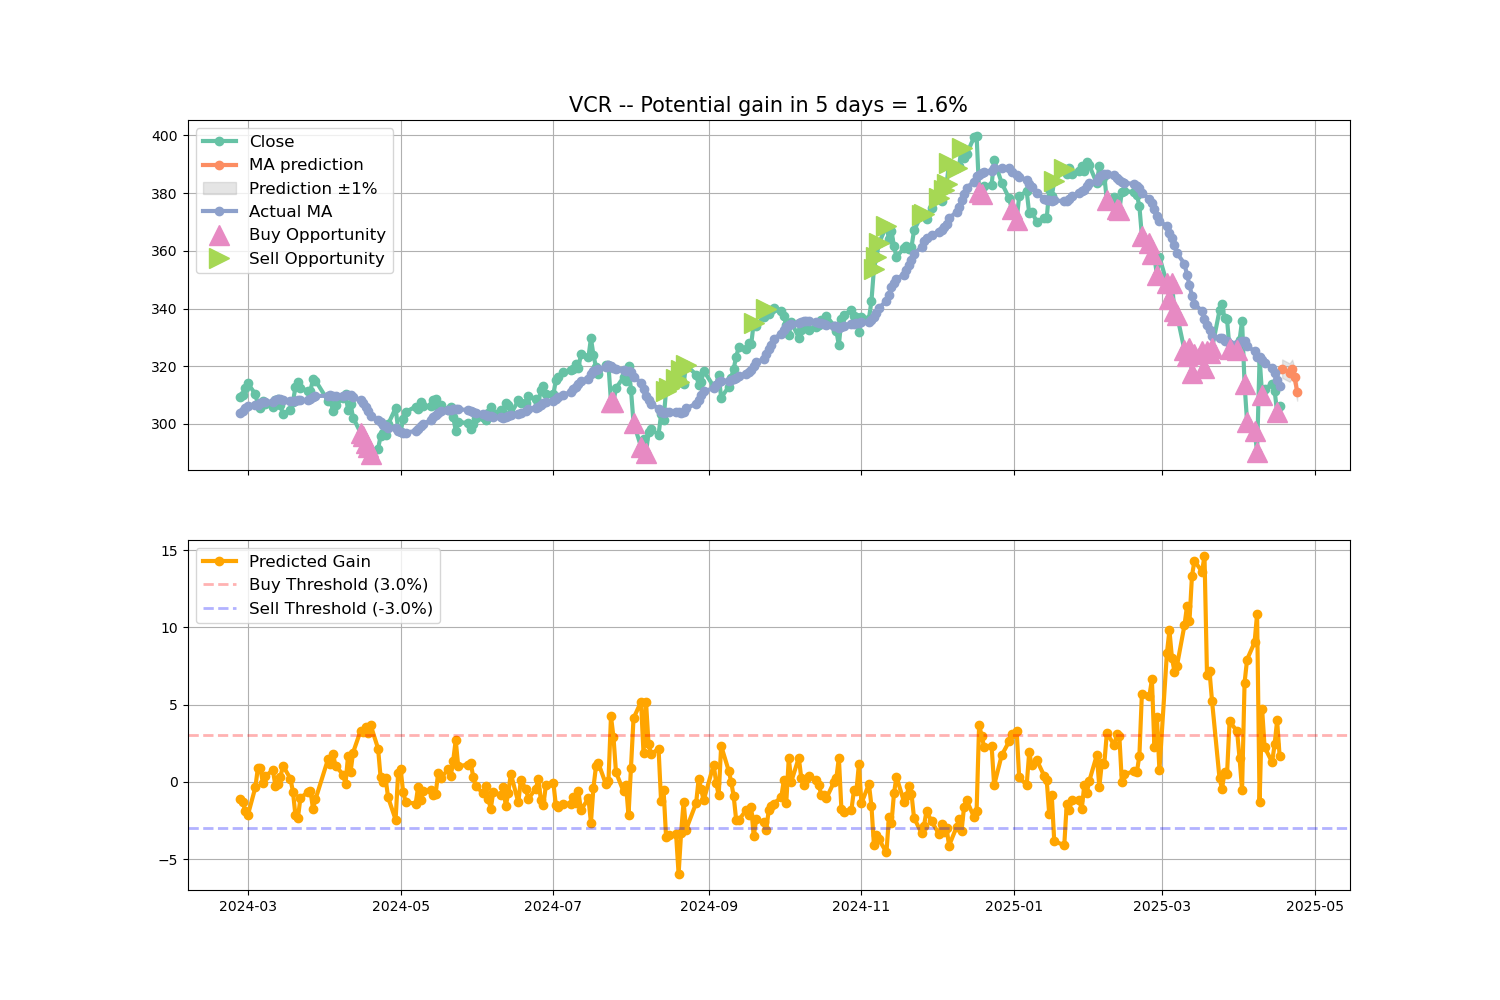 VCR -- Potential gain in 5 days = 1.6%
400
380
360
340
320
300
Close
MA prediction
Prediction ±1%
Actual MA
Buy Opportunity
Sell Opportunity
15
10
5
0
−5
Predicted Gain
Buy Threshold (3.0%)
Sell Threshold (-3.0%)
2024-03
2024-05
2024-07
2024-09
2024-11
2025-01
2025-03
2025-05